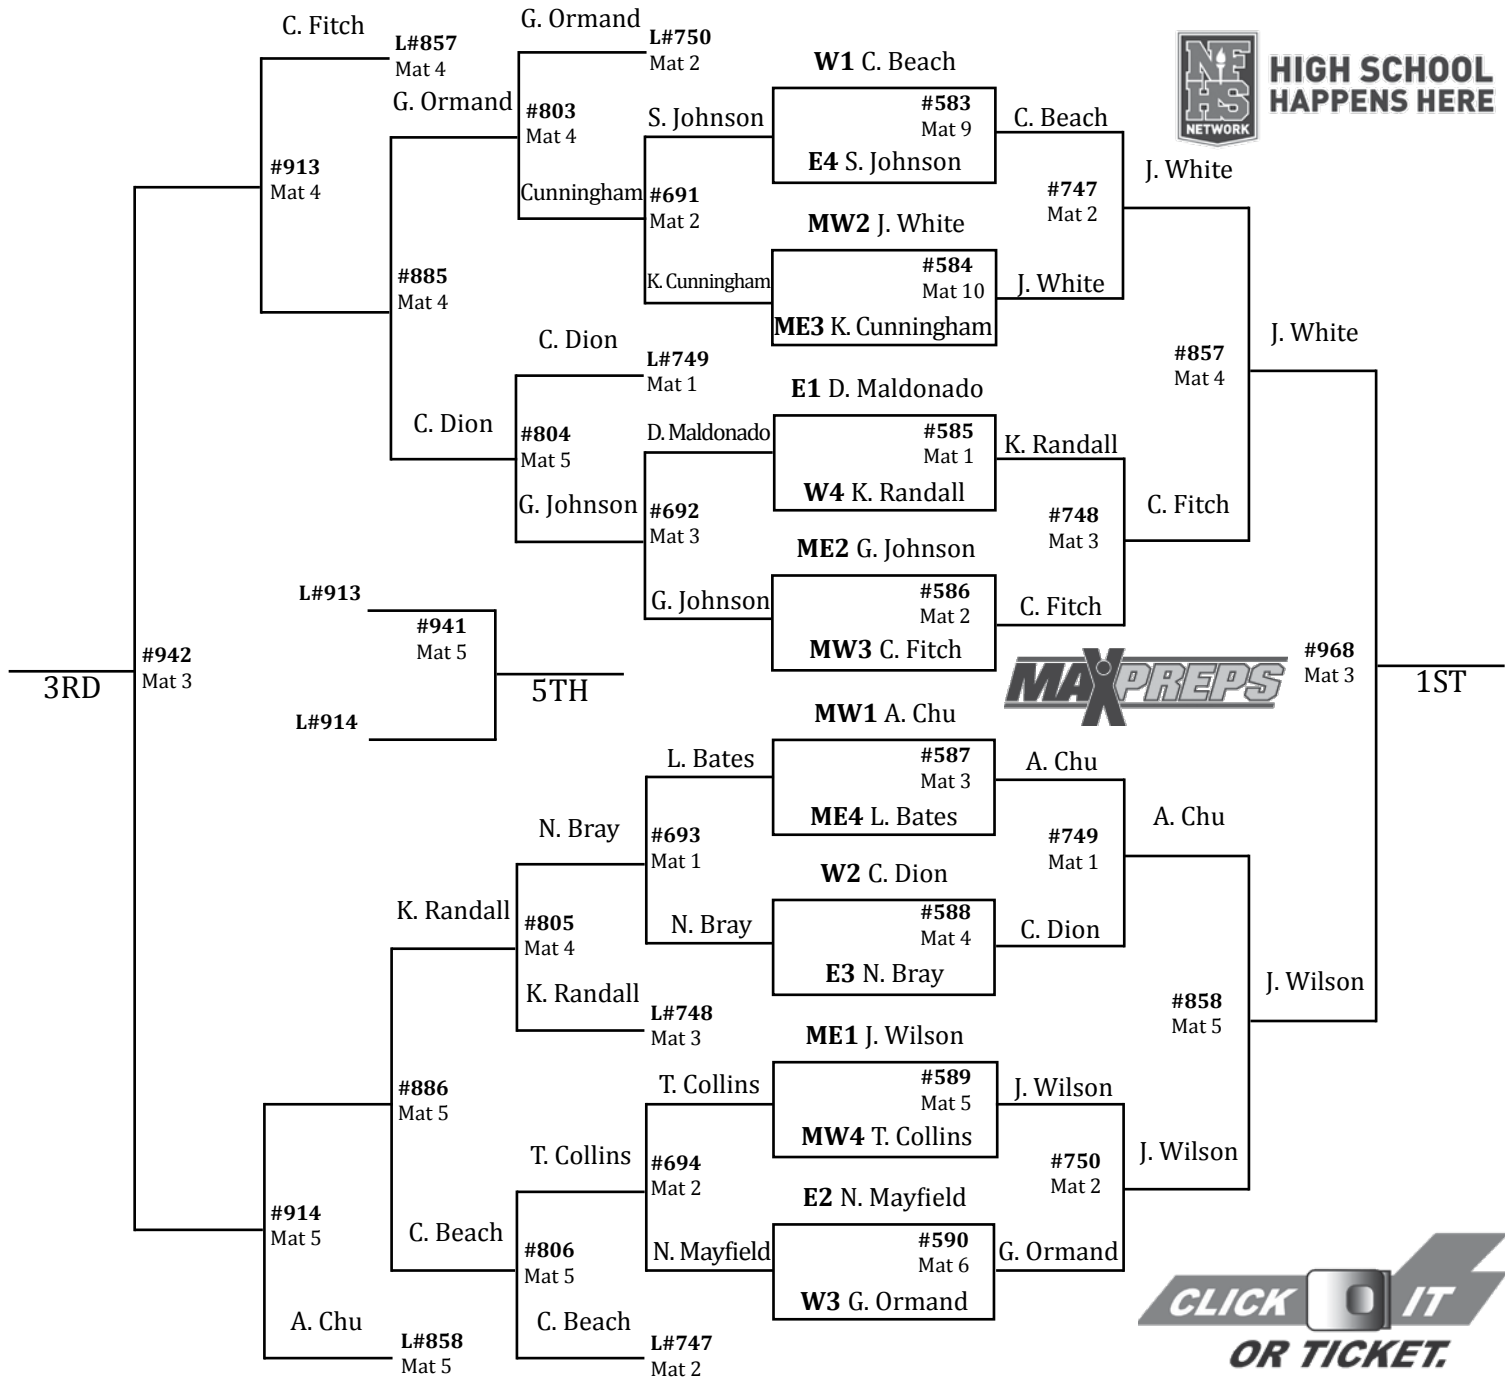 C. Fitch
G. Ormand
L#857
Mat 4
L#750
Mat 2
W1 C. Beach
NFHS
NETWORK
HIGH SCHOOL
HAPPENS HERE
G. Ormand
#803
Mat 4
S. Johnson
#583
Mat 9
C. Beach
E4 S. Johnson
J. White
#913
Mat 4
Cunningham
#691
Mat 2
#747
Mat 2
MW2 J. White
#885
Mat 4
K. Cunningham
#584
Mat 10
J. White
ME3 K. Cunningham
J. White
C. Dion
L#749
Mat 1
#857
Mat 4
E1 D. Maldonado
C. Dion
#804
Mat 5
D. Maldonado
#585
Mat 1
K. Randall
W4 K. Randall
G. Johnson
#692
Mat 3
#748
Mat 3
C. Fitch
ME2 G. Johnson
L#913
G. Johnson
#586
Mat 2
C. Fitch
#941
Mat 5
MW3 C. Fitch
#942
Mat 3
3RD
5TH
MAXPREPS
#968
Mat 3
1ST
L#914
MW1 A. Chu
L. Bates
#587
Mat 3
A. Chu
ME4 L. Bates
A. Chu
N. Bray
#693
Mat 1
#749
Mat 1
W2 C. Dion
K. Randall
#805
Mat 4
N. Bray
#588
Mat 4
C. Dion
E3 N. Bray
J. Wilson
K. Randall
L#748
Mat 3
#858
Mat 5
ME1 J. Wilson
#886
Mat 5
T. Collins
#589
Mat 5
J. Wilson
MW4 T. Collins
T. Collins
#694
Mat 2
#750
Mat 2
J. Wilson
E2 N. Mayfield
#914
Mat 5
C. Beach
#806
Mat 5
N. Mayfield
#590
Mat 6
G. Ormand
W3 G. Ormand
A. Chu
L#858
Mat 5
C. Beach
L#747
Mat 2
CLICK IT
OR TICKET.